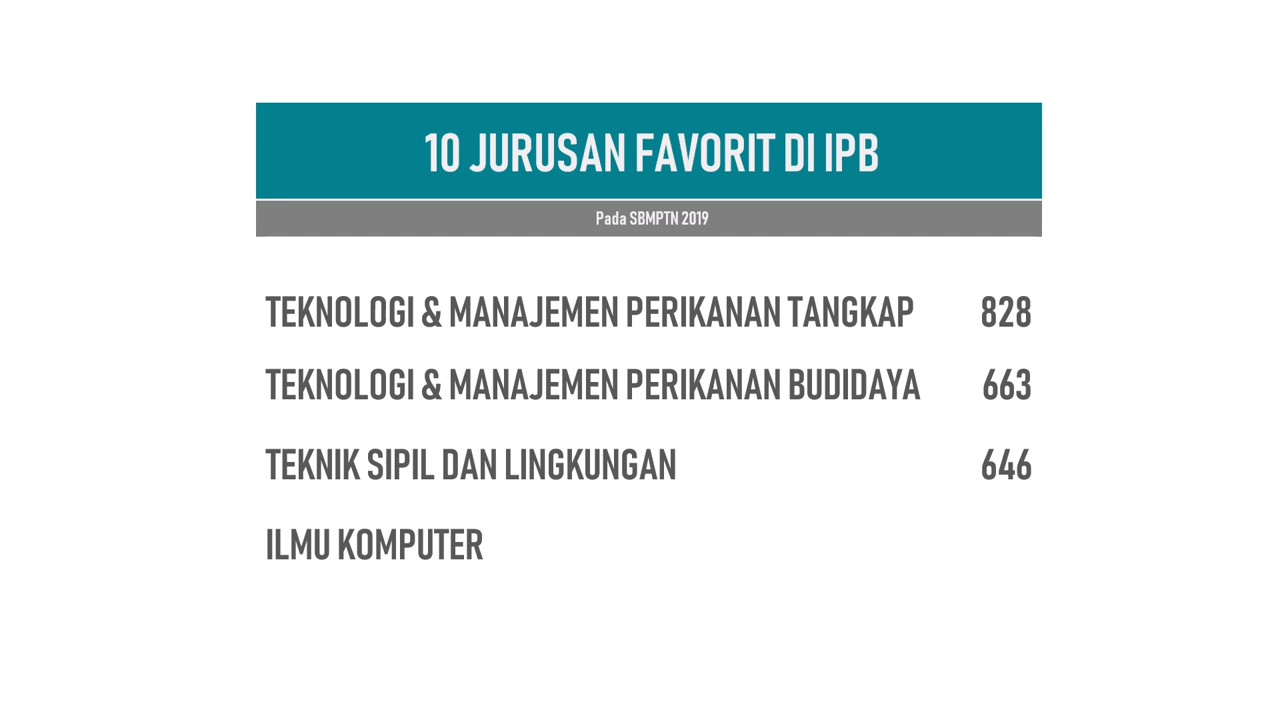 10 JURUSAN FAVORIT DI IPB
Pada SBMPTN 2019
TEKNOLOGI & MANAJEMEN PERIKANAN TANGKAP 828
TEKNOLOGI & MANAJEMEN PERIKANAN BUDIDAYA 663
TEKNIK SIPIL DAN LINGKUNGAN 646
ILMU KOMPUTER